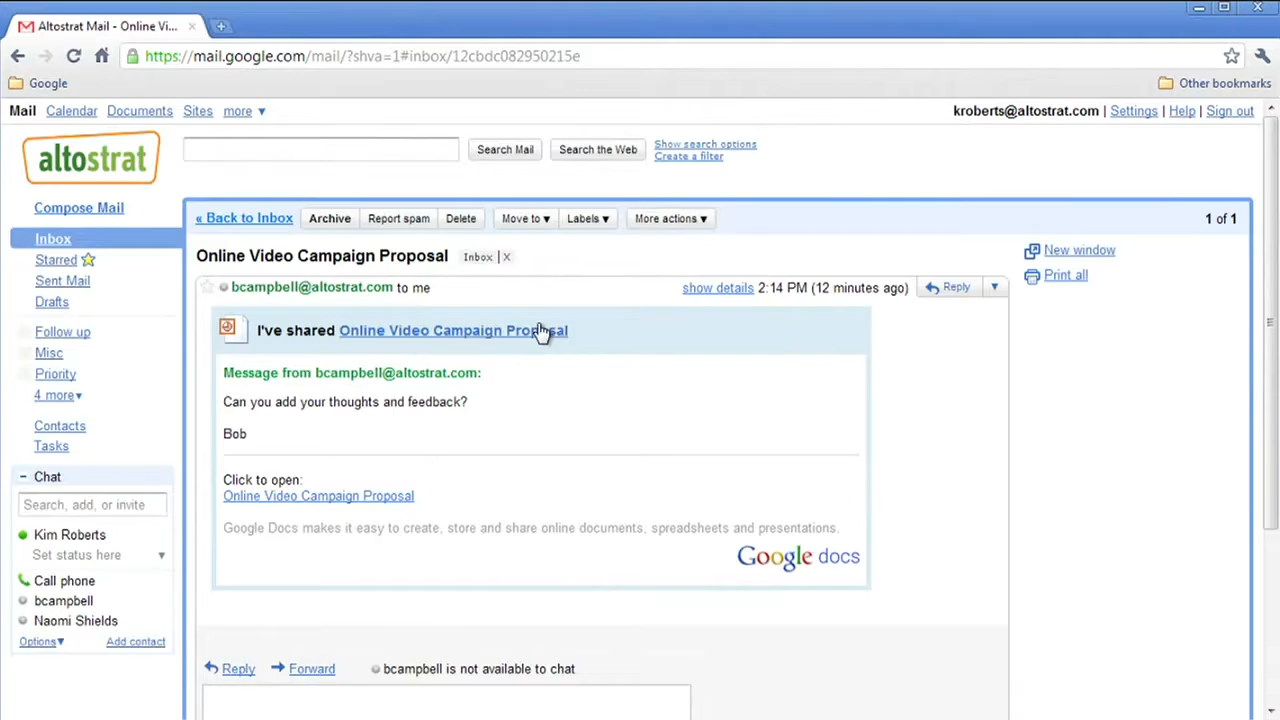 Altostrat Mail - Online Vi...
https://mail.google.com/mail/?shva=1#inbox/12cbdc082950215e
Google
Other bookmarks
Mail Calendar Documents Sites more ▼
kroberts@altostrat.com | Settings | Help | Sign out
altostrat
Search Mail
Search the Web
Show search options
Create a filter
Compose Mail
Inbox
Starred
Sent Mail
Drafts
Follow up
Misc
Priority
4 more▾
Contacts
Tasks
− Chat
Search, add, or invite
Kim Roberts
Set status here ▼
Call phone
bcampbell
Naomi Shields
Options▼ Add contact
« Back to Inbox Archive Report spam Delete Move to ▾ Labels ▾ More actions ▾ 1 of 1
Online Video Campaign Proposal Inbox | X
New window
Print all
bcampbell@altostrat.com to me show details 2:14 PM (12 minutes ago) Reply ▼
I've shared Online Video Campaign Proposal
Message from bcampbell@altostrat.com:
Can you add your thoughts and feedback?
Bob
Click to open:
Online Video Campaign Proposal
Google Docs makes it easy to create, store and share online documents, spreadsheets and presentations.
Google docs
Reply Forward bcampbell is not available to chat